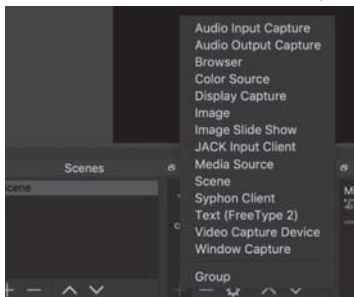 Audio Input Capture
Audio Output Capture
Browser
Color Source
Display Capture
Image
Image Slide Show
JACK Input Client
Media Source
Scene
Syphon Client
Text (FreeType 2)
Video Capture Device
Window Capture
Group
Scenes
Scene